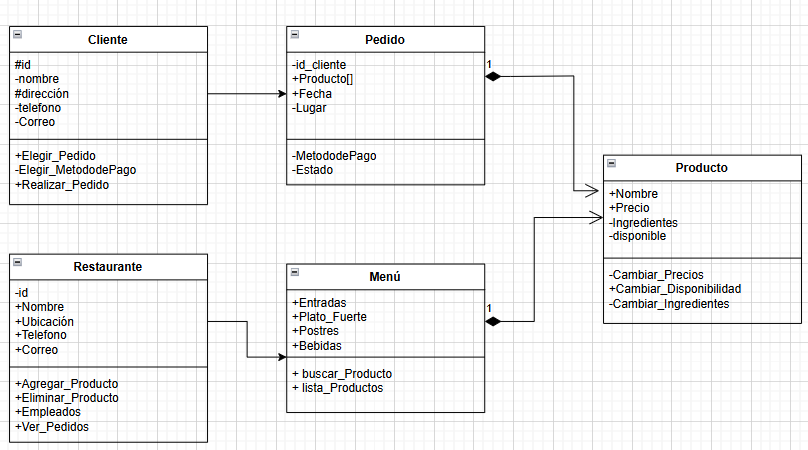 Cliente
#id
-nombre
#dirección
-telefono
-Correo
+Elegir_Pedido
-Elegir_MetododePago
+Realizar_Pedido
Pedido
-id_cliente
+Producto[]
+Fecha
-Lugar
-MetododePago
-Estado
1
Producto
+Nombre
+Precio
-Ingredientes
-disponible
-Cambiar_Precios
+Cambiar_Disponibilidad
-Cambiar_Ingredientes
Restaurante
-id
+Nombre
+Ubicación
+Telefono
+Correo
+Agregar_Producto
+Eliminar_Producto
+Empleados
+Ver_Pedidos
Menú
+Entradas
+Plato_Fuerte
+Postres
+Bebidas
+ buscar_Producto
+ lista_Productos
1